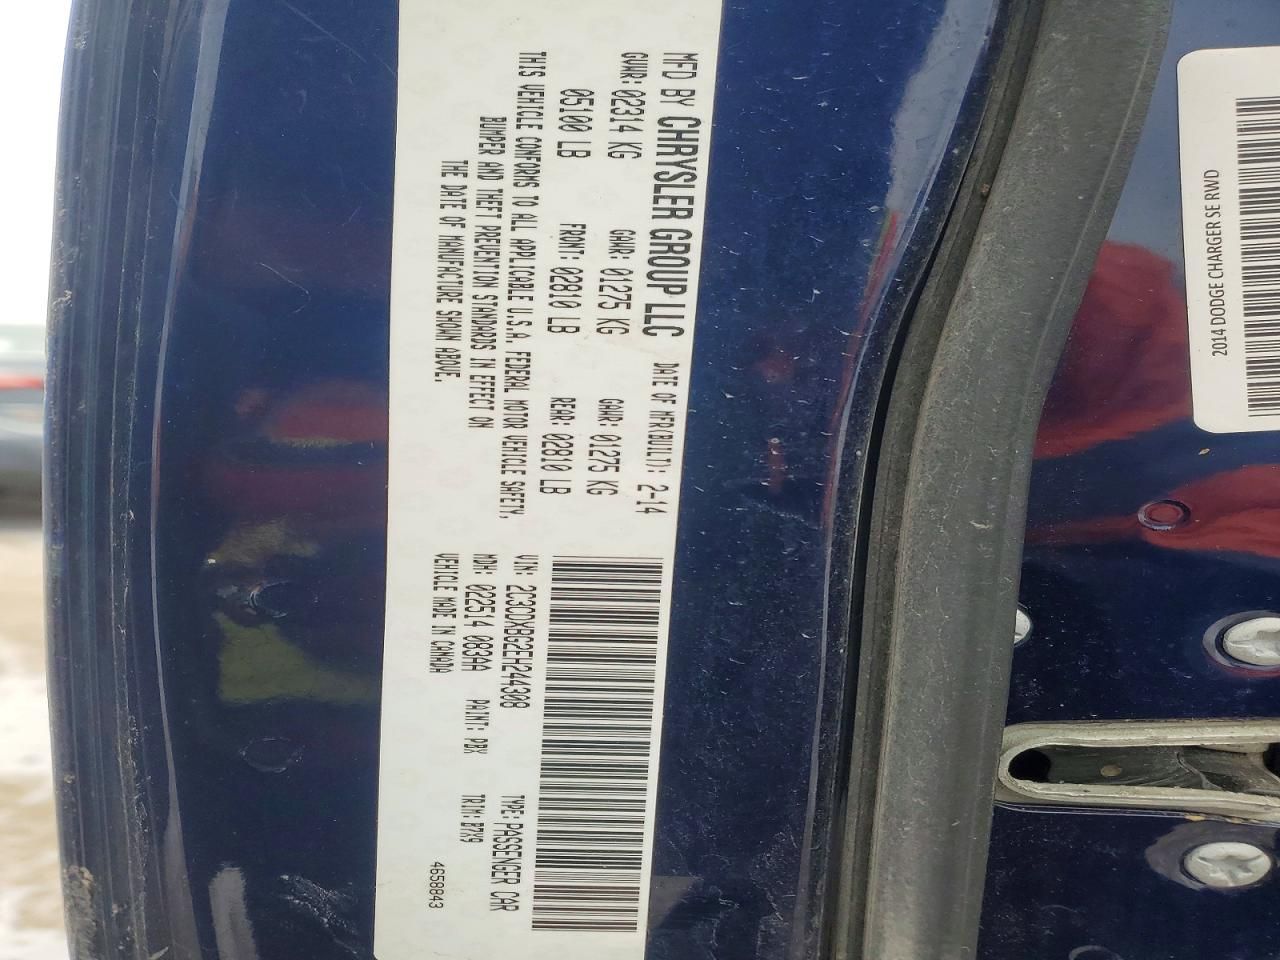 MFD BY CHRYSLER GROUP LLC DATE OF MFR(BUILT): 2-14
GVWR: 02314 KG GAWR: 01275 KG GAWR: 01275 KG
05100 LB FRONT: 02810 LB REAR: 02810 LB
THIS VEHICLE CONFORMS TO ALL APPLICABLE U.S.A. FEDERAL MOTOR VEHICLE SAFETY,
BUMPER AND THEFT PREVENTION STANDARDS IN EFFECT ON
THE DATE OF MANUFACTURE SHOWN ABOVE.
VIN: 2C3CDXBG2EH244308 TYPE: PASSENGER CAR
MDH: 022514 083AA PAINT: PBX TRIM: B7X9
VEHICLE MADE IN CANADA
4658843
2014 DODGE CHARGER SE RWD